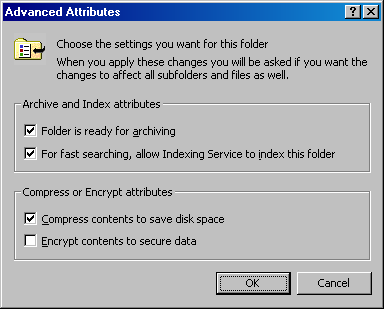 Advanced Attributes
Choose the settings you want for this folder
When you apply these changes you will be asked if you want the
changes to affect all subfolders and files as well.
Archive and Index attributes
Folder is ready for archiving
For fast searching, allow Indexing Service to index this folder
Compress or Encrypt attributes
Compress contents to save disk space
Encrypt contents to secure data
OK Cancel